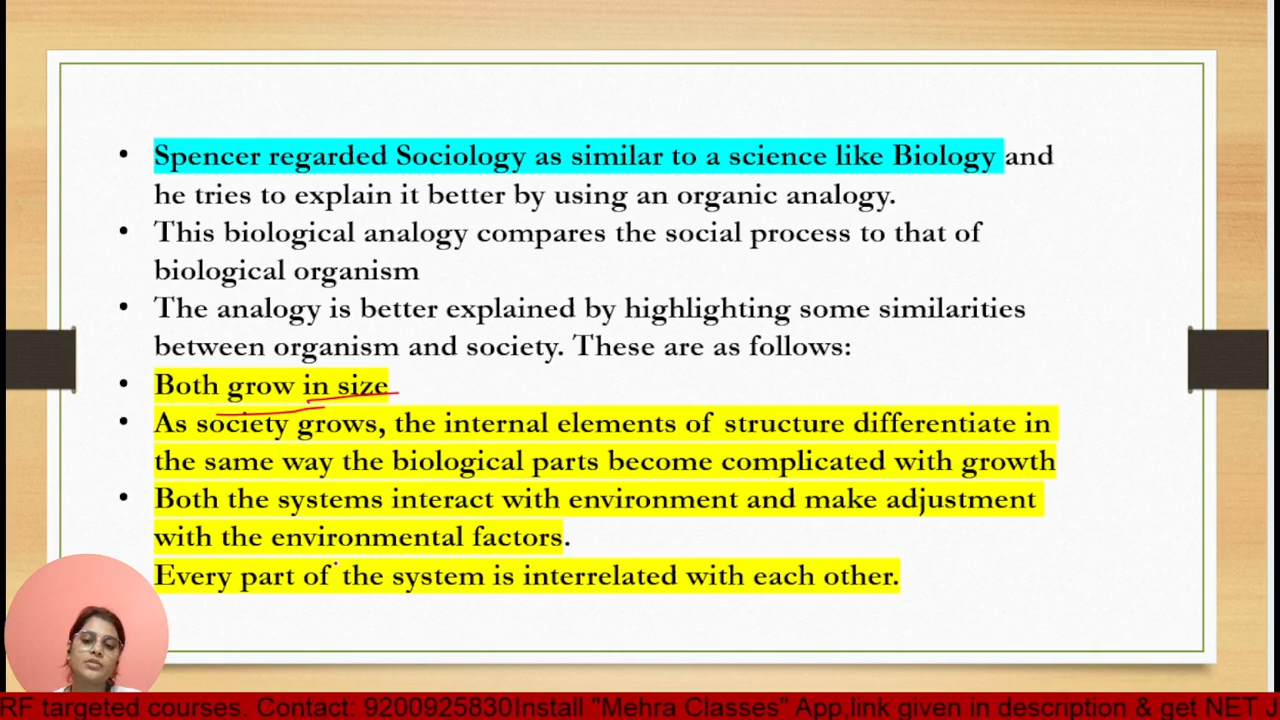 • Spencer regarded Sociology as similar to a science like Biology and
he tries to explain it better by using an organic analogy.
• This biological analogy compares the social process to that of
biological organism
• The analogy is better explained by highlighting some similarities
between organism and society. These are as follows:
• Both grow in size
• As society grows, the internal elements of structure differentiate in
the same way the biological parts become complicated with growth
• Both the systems interact with environment and make adjustment
with the environmental factors.
Every part of the system is interrelated with each other.
RF targeted courses. Contact: 9200925830Install "Mehra Classes" App,link given in description & get NET J